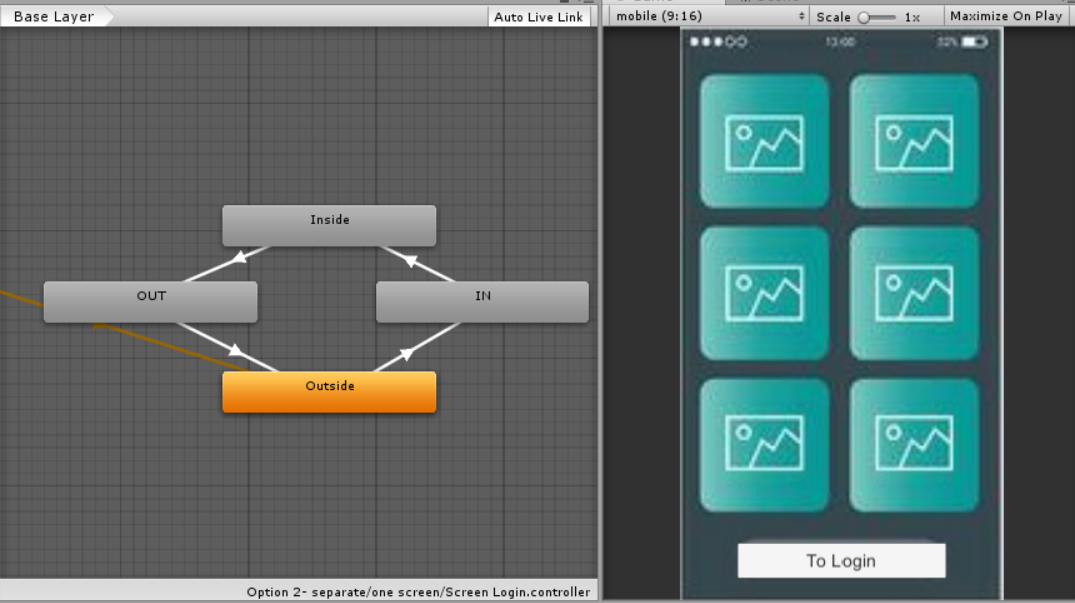 Base Layer
Auto Live Link
Inside
OUT
IN
Outside
Option 2- separate/one screen/Screen Login.controller
mobile (9:16)
Scale
1x
Maximize On Play
13:00
To Login